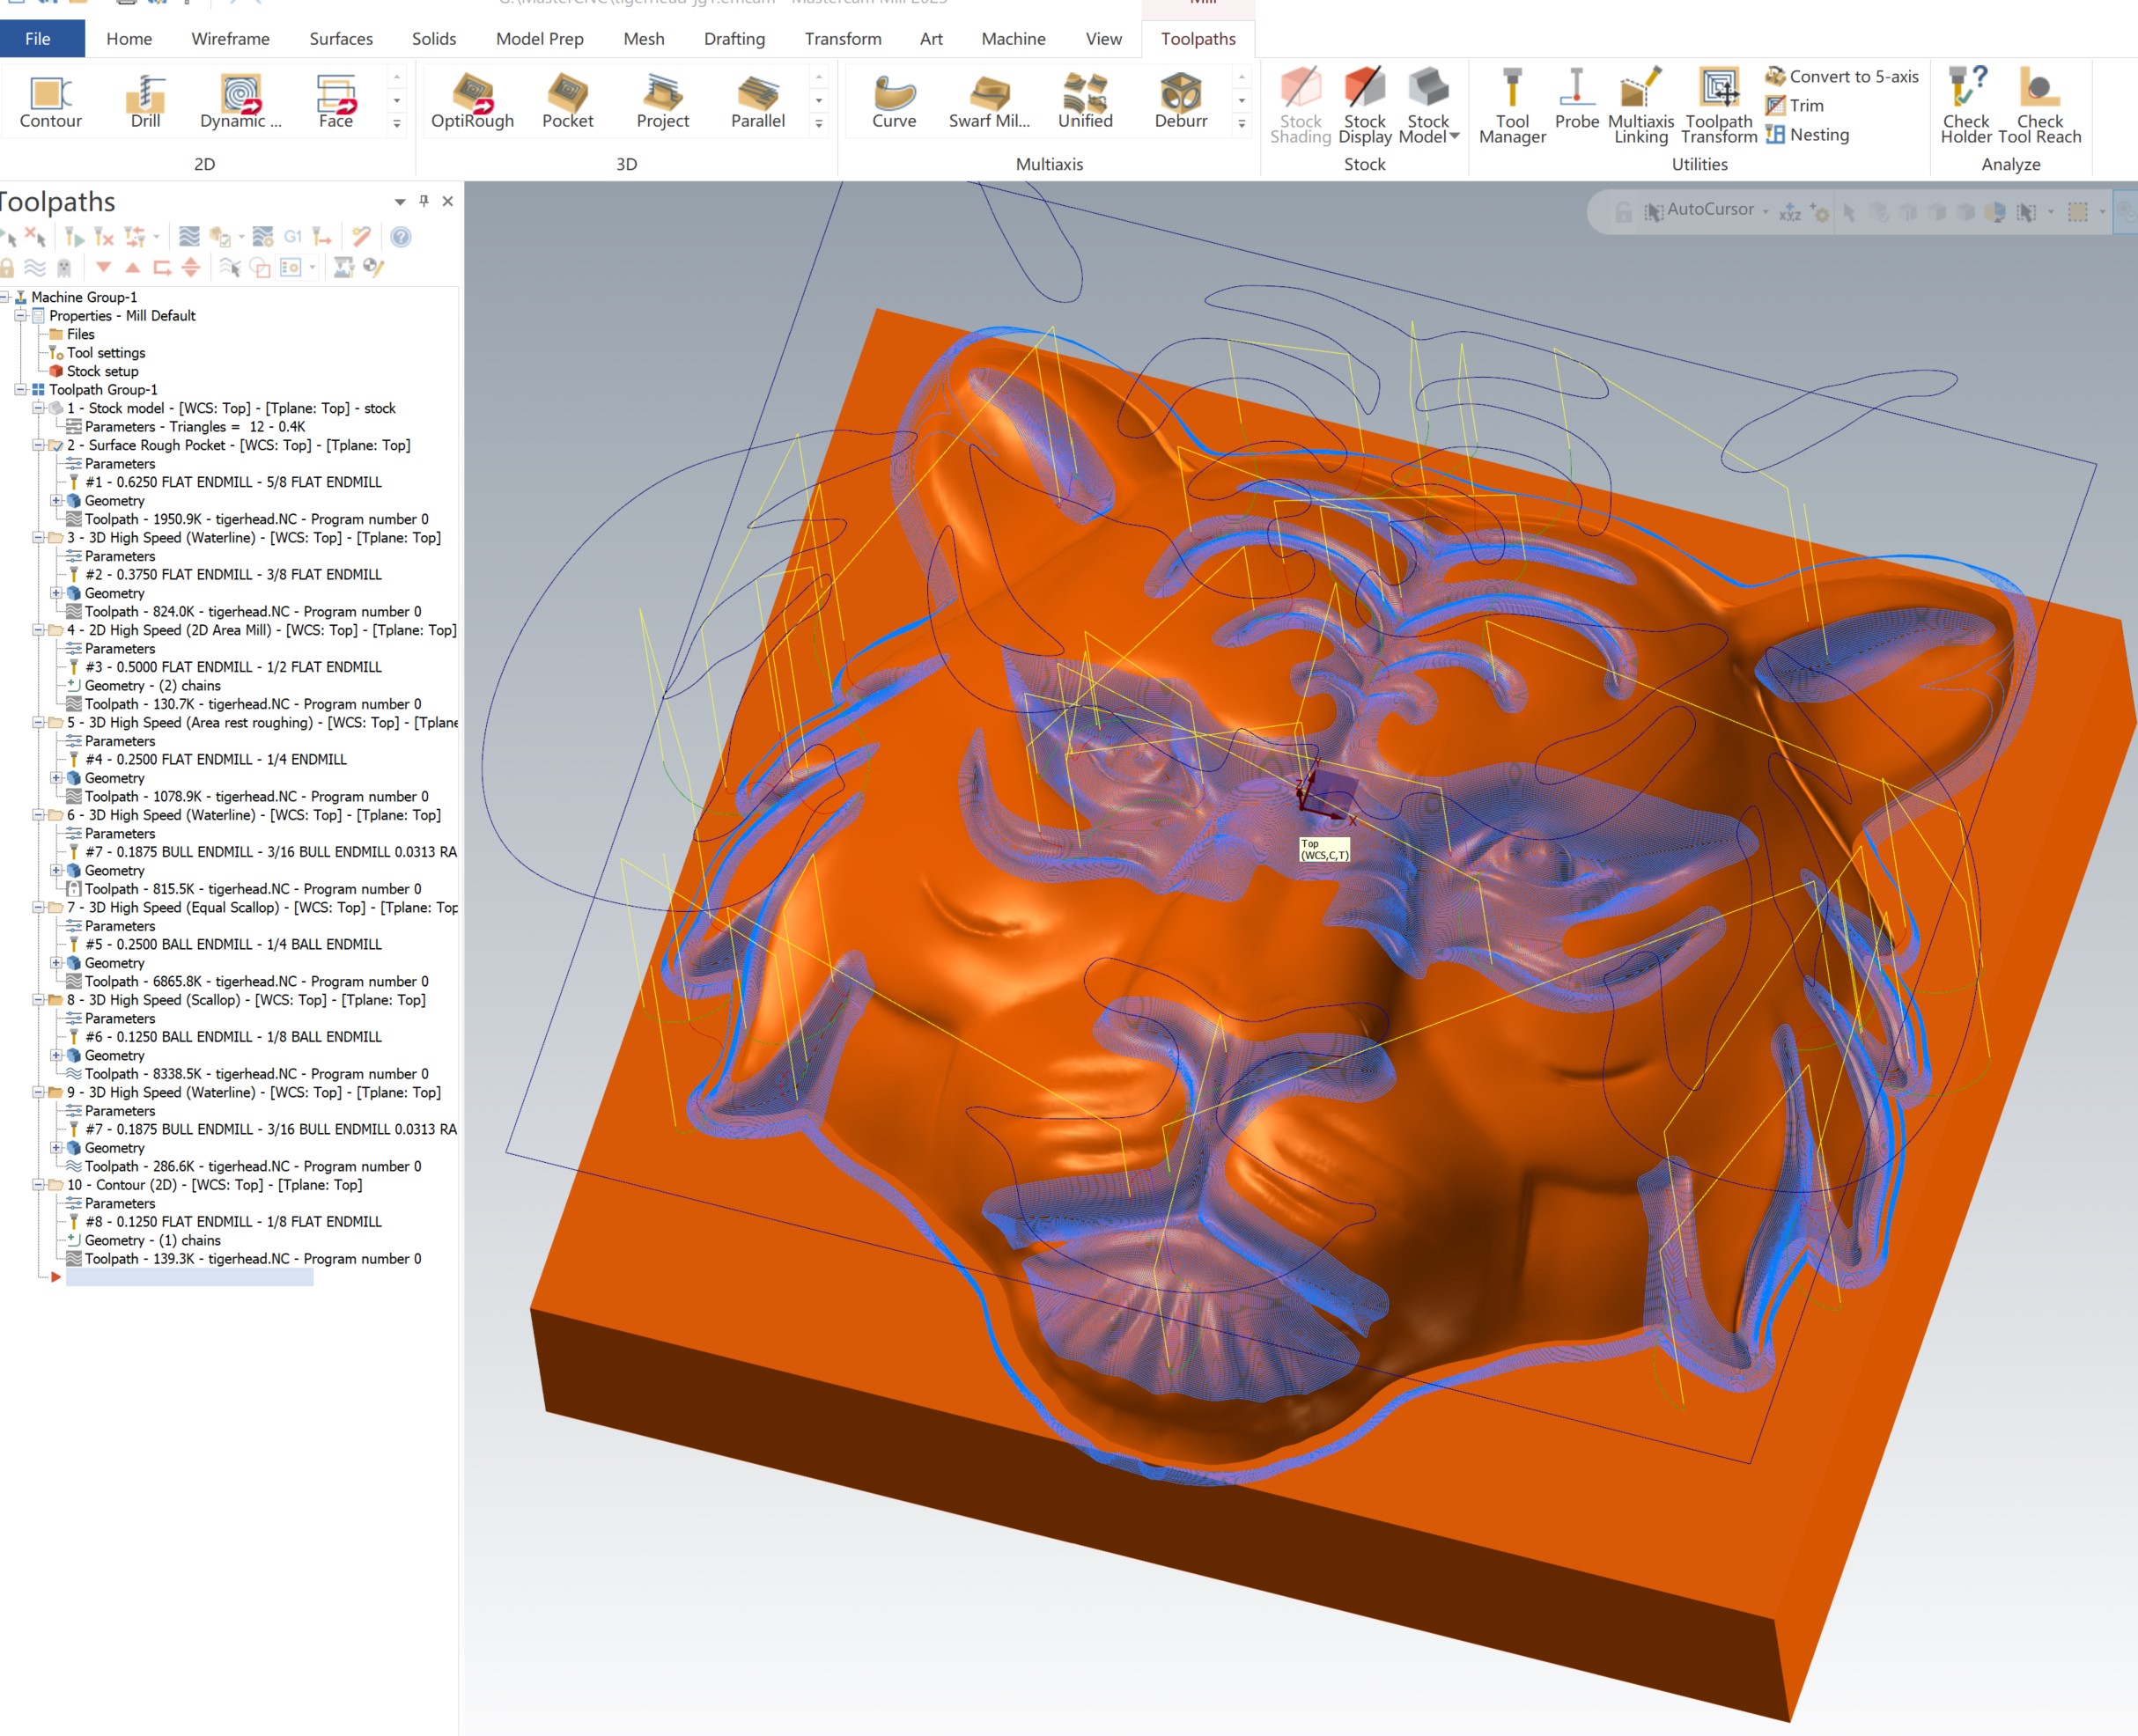 Mill
File Home Wireframe Surfaces Solids Model Prep Mesh Drafting Transform Art Machine View Toolpaths
Contour Drill Dynamic ... Face
2D
OptiRough Pocket Project Parallel
3D
Curve Swarf Mil... Unified Deburr
Multiaxis
Stock Shading Stock Display Stock Model
Stock
Tool Manager Probe Multiaxis Linking Toolpath Transform
Convert to 5-axis
Trim
Nesting
Utilities
Check Holder Check Tool Reach
Analyze
Toolpaths
AutoCursor
G1
Machine Group-1
Properties - Mill Default
Files
Tool settings
Stock setup
Toolpath Group-1
1 - Stock model - [WCS: Top] - [Tplane: Top] - stock
Parameters - Triangles = 12 - 0.4K
2 - Surface Rough Pocket - [WCS: Top] - [Tplane: Top]
Parameters
#1 - 0.6250 FLAT ENDMILL - 5/8 FLAT ENDMILL
Geometry
Toolpath - 1950.9K - tigerhead.NC - Program number 0
3 - 3D High Speed (Waterline) - [WCS: Top] - [Tplane: Top]
Parameters
#2 - 0.3750 FLAT ENDMILL - 3/8 FLAT ENDMILL
Geometry
Toolpath - 824.0K - tigerhead.NC - Program number 0
4 - 2D High Speed (2D Area Mill) - [WCS: Top] - [Tplane: Top]
Parameters
#3 - 0.5000 FLAT ENDMILL - 1/2 FLAT ENDMILL
Geometry - (2) chains
Toolpath - 130.7K - tigerhead.NC - Program number 0
5 - 3D High Speed (Area rest roughing) - [WCS: Top] - [Tplane
Parameters
#4 - 0.2500 FLAT ENDMILL - 1/4 ENDMILL
Geometry
Toolpath - 1078.9K - tigerhead.NC - Program number 0
6 - 3D High Speed (Waterline) - [WCS: Top] - [Tplane: Top]
Parameters
#7 - 0.1875 BULL ENDMILL - 3/16 BULL ENDMILL 0.0313 RA
Geometry
Toolpath - 815.5K - tigerhead.NC - Program number 0
7 - 3D High Speed (Equal Scallop) - [WCS: Top] - [Tplane: Top
Parameters
#5 - 0.2500 BALL ENDMILL - 1/4 BALL ENDMILL
Geometry
Toolpath - 6865.8K - tigerhead.NC - Program number 0
8 - 3D High Speed (Scallop) - [WCS: Top] - [Tplane: Top]
Parameters
#6 - 0.1250 BALL ENDMILL - 1/8 BALL ENDMILL
Geometry
Toolpath - 8338.5K - tigerhead.NC - Program number 0
9 - 3D High Speed (Waterline) - [WCS: Top] - [Tplane: Top]
Parameters
#7 - 0.1875 BULL ENDMILL - 3/16 BULL ENDMILL 0.0313 RA
Geometry
Toolpath - 286.6K - tigerhead.NC - Program number 0
10 - Contour (2D) - [WCS: Top] - [Tplane: Top]
Parameters
#8 - 0.1250 FLAT ENDMILL - 1/8 FLAT ENDMILL
Geometry - (1) chains
Toolpath - 139.3K - tigerhead.NC - Program number 0
Z
Y
X
Top
(WCS,C,T)